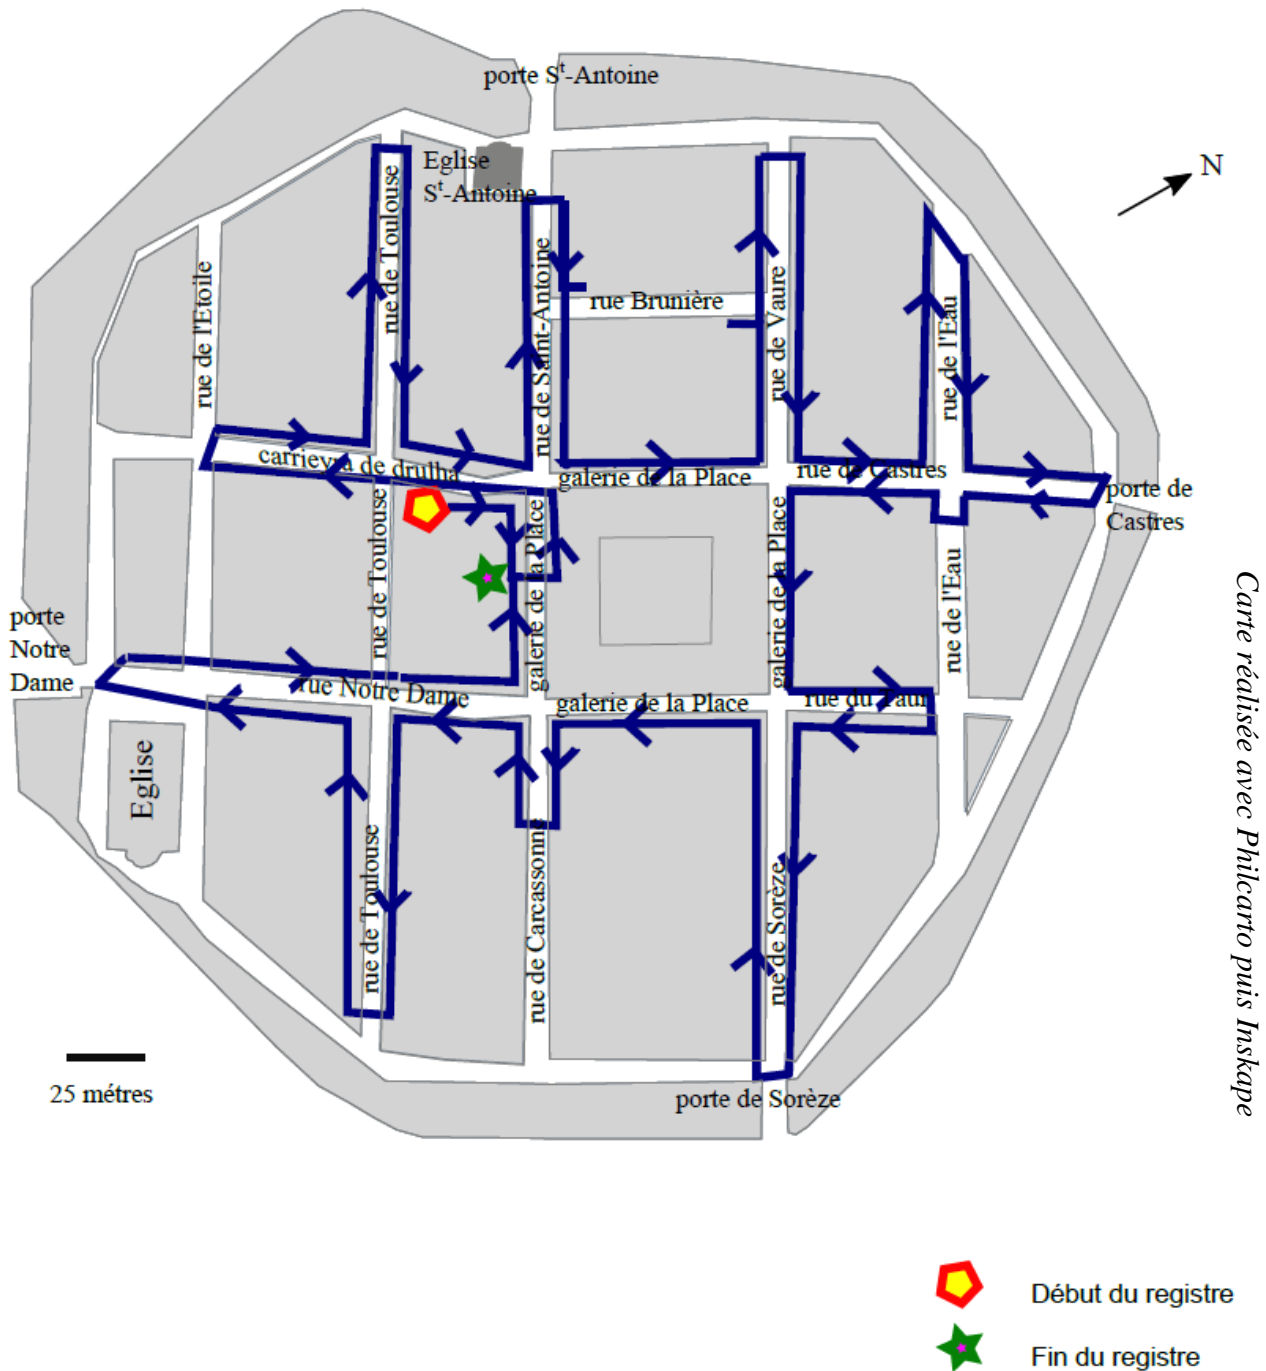 porte Sᵗ-Antoine
N
Eglise
Sᵗ-Antoine
rue de Toulouse
rue de l'Etoile
rue de Saint-Antoine
rue Brunière
rue de Vaure
rue de l'Eau
carrieyra de drulha
galerie de la Place
rue de Castres
porte de
Castres
rue de Toulouse
galerie de la Place
galerie de la Place
rue de l'Eau
porte
Notre
Dame
rue Notre Dame
galerie de la Place
rue du Taur
Eglise
rue de Toulouse
rue de Carcassonne
rue de Sorèze
25 métres
porte de Sorèze
Carte réalisée avec Philcarto puis Inskape
Début du registre
Fin du registre